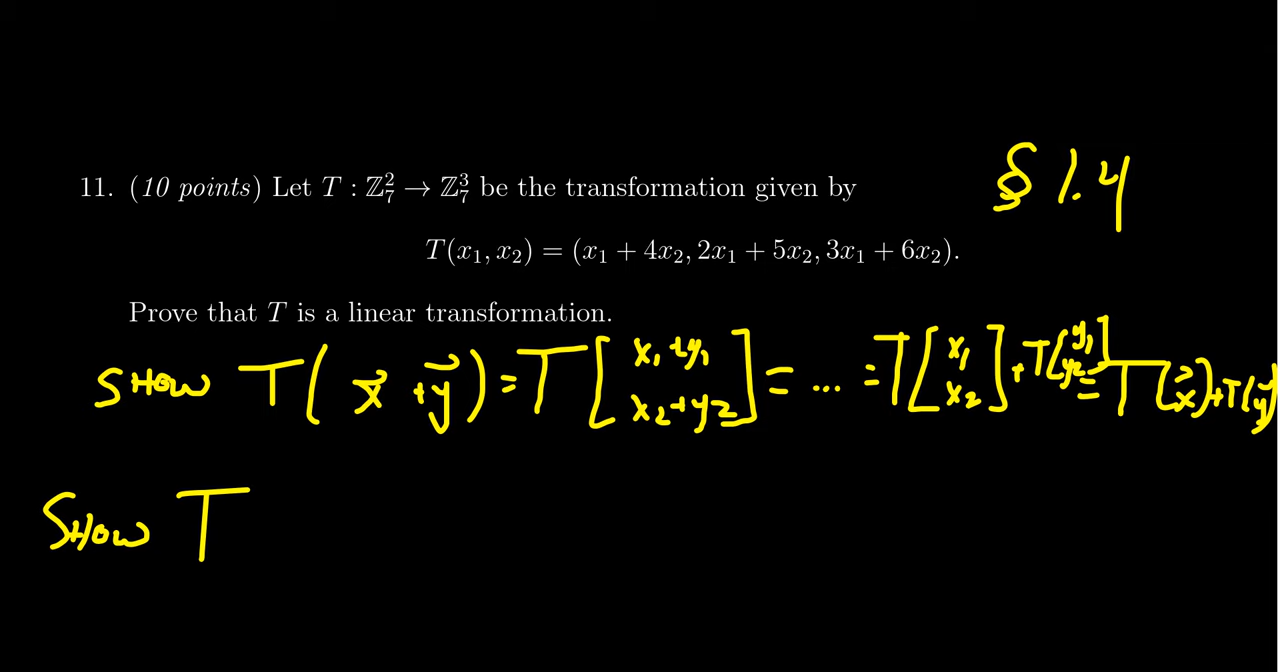 § 1.4
11. (10 points) Let T : ℤ₇² → ℤ₇³ be the transformation given by
T(x₁, x₂) = (x₁ + 4x₂, 2x₁ + 5x₂, 3x₁ + 6x₂).
Prove that T is a linear transformation.
SHOW T( x⃗ + y⃗ ) = T [ x₁+y₁ x₂+y₂ ] = ... = T [ x₁ x₂ ] + T [ y₁ y₂ ] = T(x⃗) + T(y⃗)
SHOW T